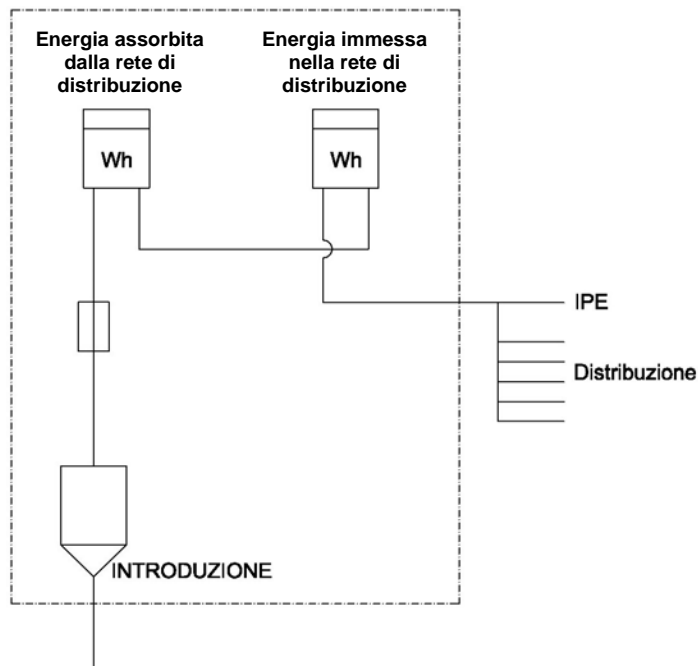 Energia assorbita
dalla rete di
distribuzione
Energia immessa
nella rete di
distribuzione
Wh
Wh
IPE
Distribuzione
INTRODUZIONE